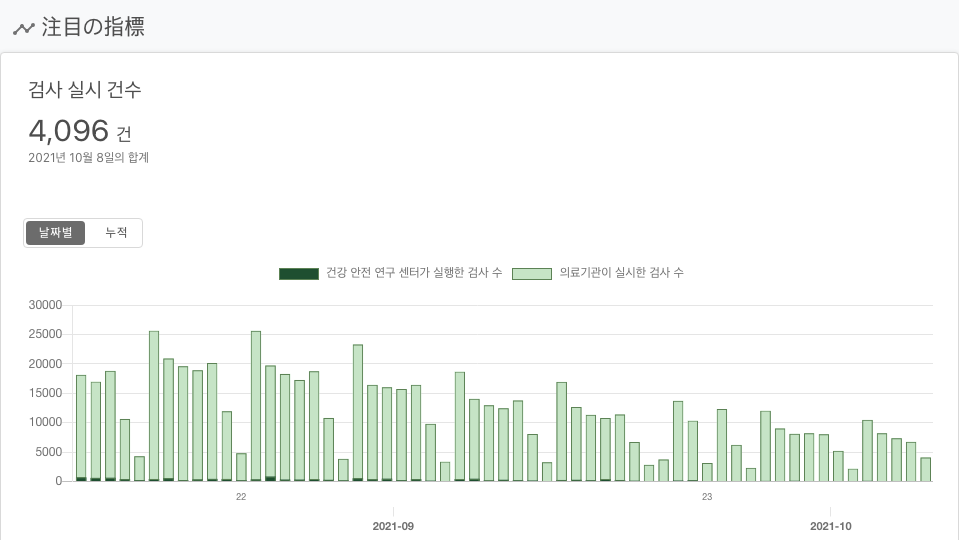 注目の指標
검사 실시 건수
4,096 건
2021년 10월 8일의 합계
날짜별 누적
건강 안전 연구 센터가 실행한 검사 수 의료기관이 실시한 검사 수
30000
25000
20000
15000
10000
5000
0
22 23
2021-09 2021-10